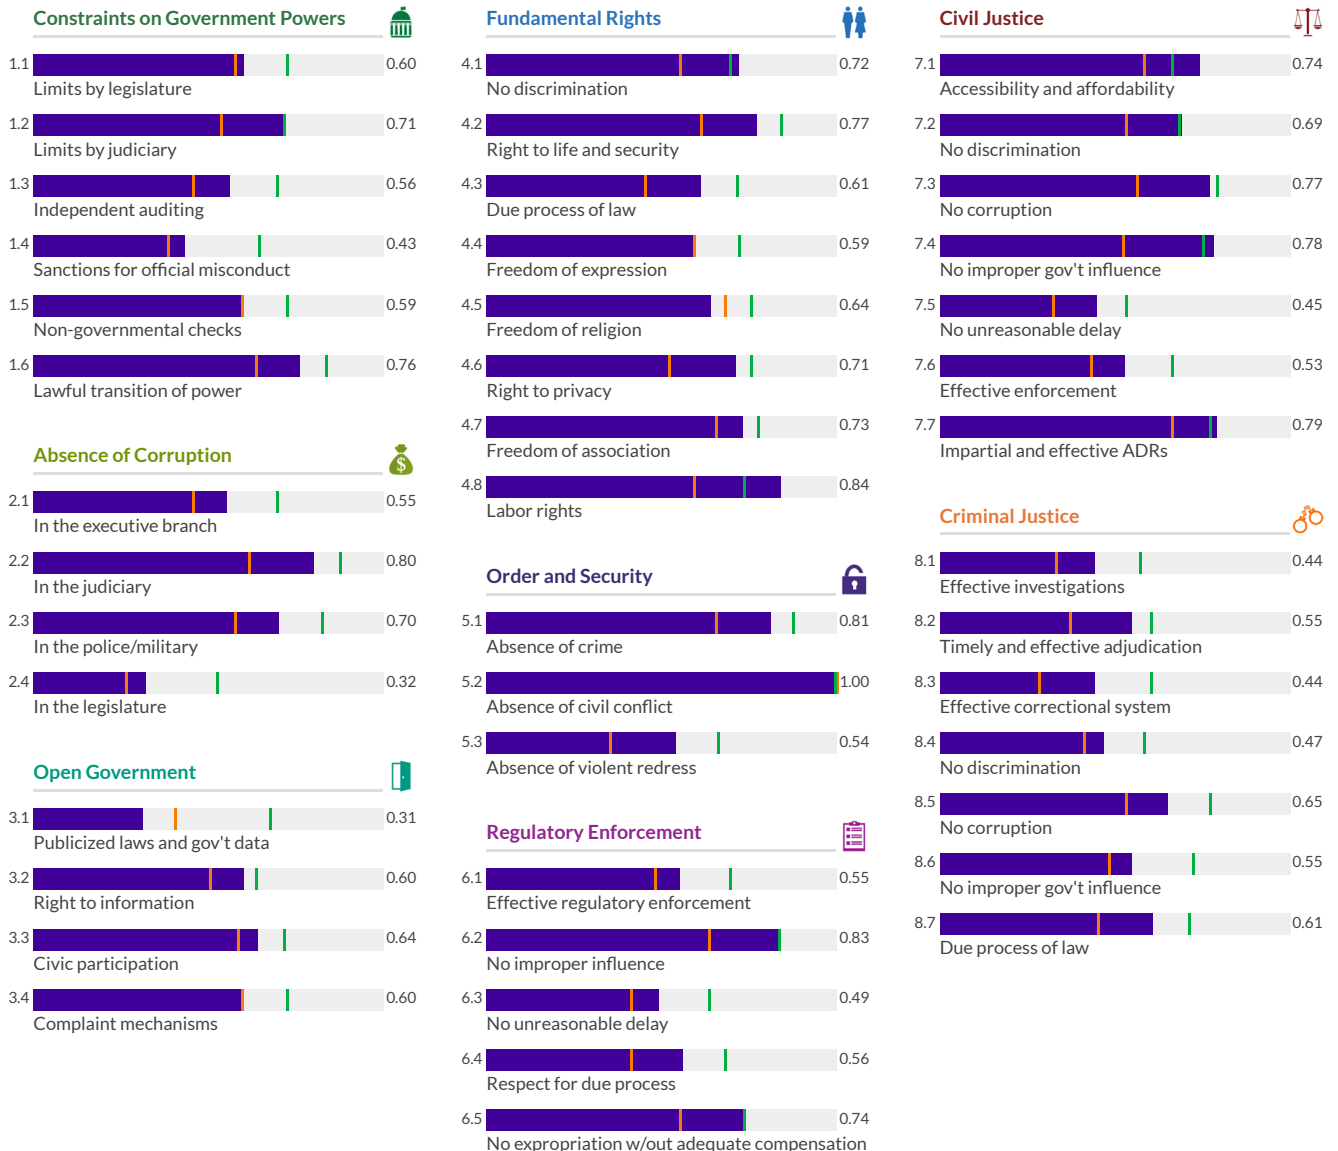 Constraints on Government Powers
1.1 0.60
Limits by legislature
1.2 0.71
Limits by judiciary
1.3 0.56
Independent auditing
1.4 0.43
Sanctions for official misconduct
1.5 0.59
Non-governmental checks
1.6 0.76
Lawful transition of power
Absence of Corruption
$
2.1 0.55
In the executive branch
2.2 0.80
In the judiciary
2.3 0.70
In the police/military
2.4 0.32
In the legislature
Open Government
3.1 0.31
Publicized laws and gov't data
3.2 0.60
Right to information
3.3 0.64
Civic participation
3.4 0.60
Complaint mechanisms
Fundamental Rights
4.1 0.72
No discrimination
4.2 0.77
Right to life and security
4.3 0.61
Due process of law
4.4 0.59
Freedom of expression
4.5 0.64
Freedom of religion
4.6 0.71
Right to privacy
4.7 0.73
Freedom of association
4.8 0.84
Labor rights
Order and Security
5.1 0.81
Absence of crime
5.2 1.00
Absence of civil conflict
5.3 0.54
Absence of violent redress
Regulatory Enforcement
6.1 0.55
Effective regulatory enforcement
6.2 0.83
No improper influence
6.3 0.49
No unreasonable delay
6.4 0.56
Respect for due process
6.5 0.74
No expropriation w/out adequate compensation
Civil Justice
7.1 0.74
Accessibility and affordability
7.2 0.69
No discrimination
7.3 0.77
No corruption
7.4 0.78
No improper gov't influence
7.5 0.45
No unreasonable delay
7.6 0.53
Effective enforcement
7.7 0.79
Impartial and effective ADRs
Criminal Justice
8.1 0.44
Effective investigations
8.2 0.55
Timely and effective adjudication
8.3 0.44
Effective correctional system
8.4 0.47
No discrimination
8.5 0.65
No corruption
8.6 0.55
No improper gov't influence
8.7 0.61
Due process of law